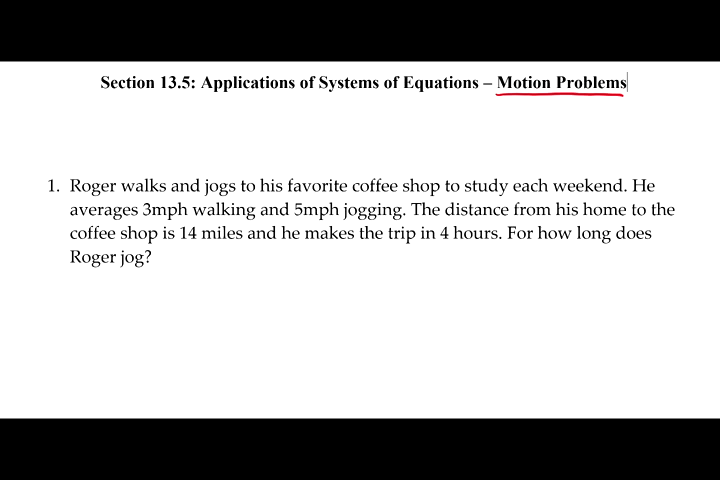 Section 13.5: Applications of Systems of Equations – Motion Problems
1. Roger walks and jogs to his favorite coffee shop to study each weekend. He
averages 3mph walking and 5mph jogging. The distance from his home to the
coffee shop is 14 miles and he makes the trip in 4 hours. For how long does
Roger jog?